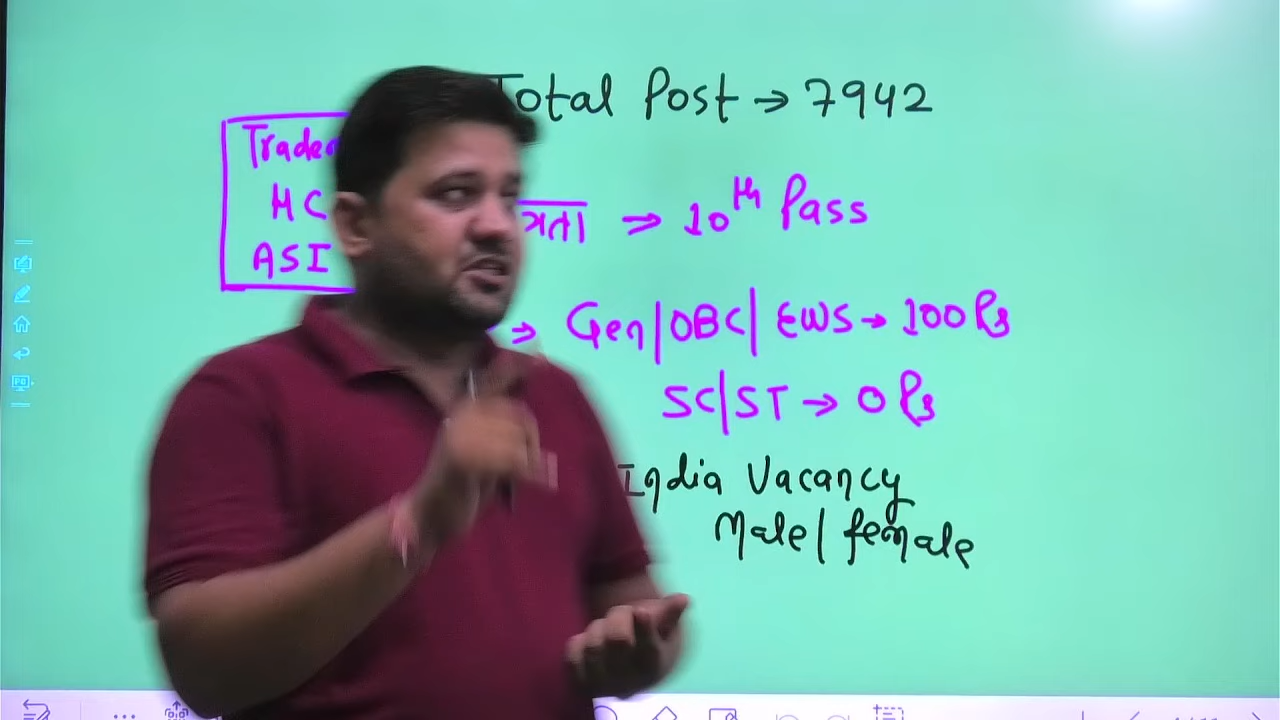 Total Post → 7942
HC
ASI
⇒ 10th Pass
⇒ Gen/OBC/ EWS → 100 Rs
SC/ST → 0 Rs
India Vacancy
Male/female